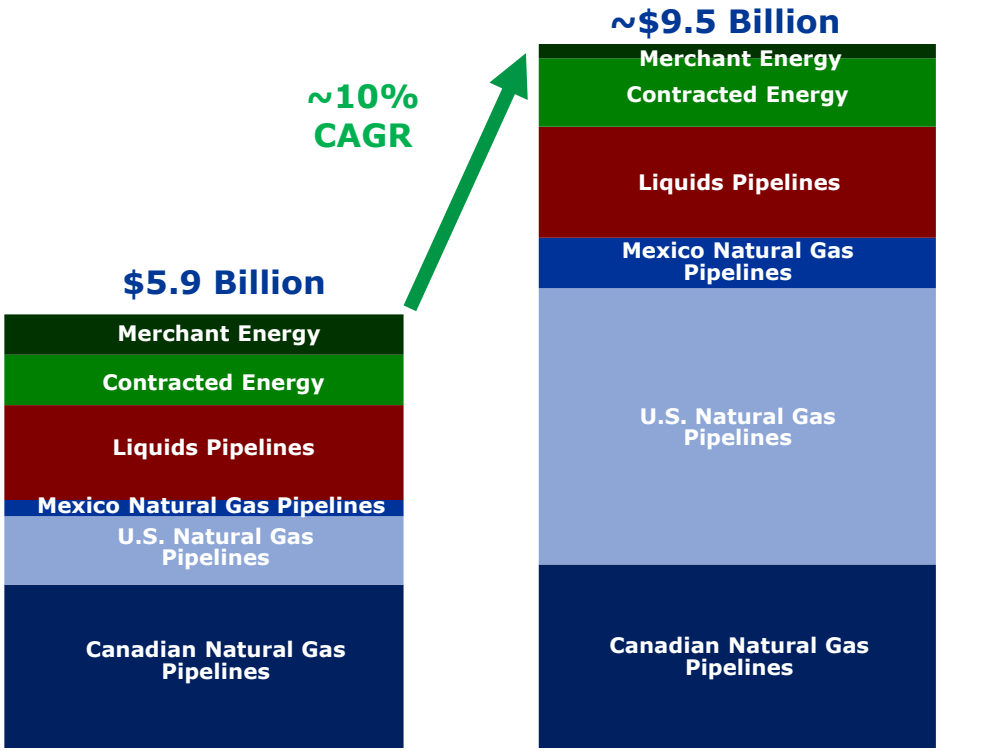 ~$9.5 Billion
Merchant Energy
Contracted Energy
~10%
CAGR
Liquids Pipelines
Mexico Natural Gas
Pipelines
U.S. Natural Gas
Pipelines
Canadian Natural Gas
Pipelines
$5.9 Billion
Merchant Energy
Contracted Energy
Liquids Pipelines
Mexico Natural Gas Pipelines
U.S. Natural Gas
Pipelines
Canadian Natural Gas
Pipelines